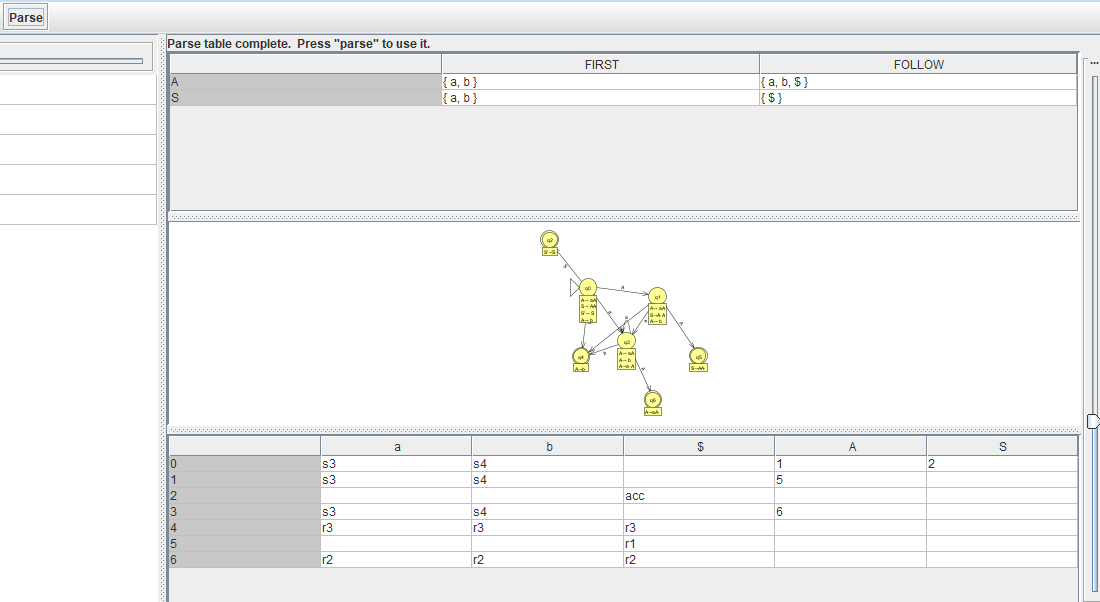 Parse
Parse table complete. Press "parse" to use it.
FIRST FOLLOW
A { a, b } { a, b, $ }
S { a, b } { $ }
...
q2
S'→S
q0
A
q1
q3
q4
A→b
q5
S→AA
q6
a b $ A S
0 s3 s4 1 2
1 s3 s4 5
2 acc
3 s3 s4 6
4 r3 r3 r3
5 r1
6 r2 r2 r2